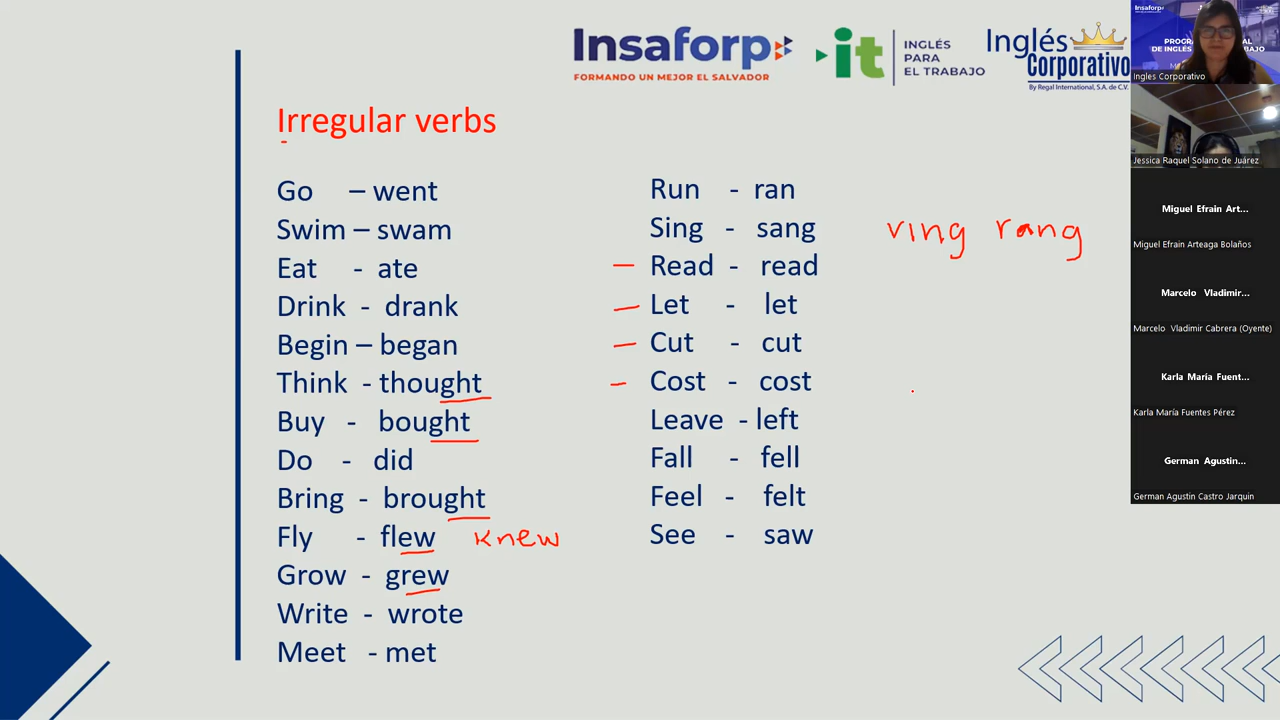 Insaforp
FORMANDO UN MEJOR EL SALVADOR
it
INGLÉS
PARA
EL TRABAJO
Inglés
Corporativo
By Regal International, S.A. de C.V.
Irregular verbs
Go – went
Swim – swam
Eat - ate
Drink - drank
Begin – began
Think - thought
Buy - bought
Do - did
Bring - brought
Fly - flew knew
Grow - grew
Write - wrote
Meet - met
Run - ran
Sing - sang ring rang
Read - read
Let - let
Cut - cut
Cost - cost
Leave - left
Fall - fell
Feel - felt
See - saw
Insaforp
Ingles Corporativo
Jessica Raquel Solano de Juárez
Miguel Efrain Art...
Miguel Efrain Arteaga Bolaños
Marcelo Vladimir...
Marcelo Vladimir Cabrera (Oyente)
Karla María Fuent...
Karla María Fuentes Pérez
German Agustin...
German Agustin Castro Jarquin